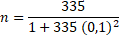 n = 335 / 1 + 335 (0,1)²